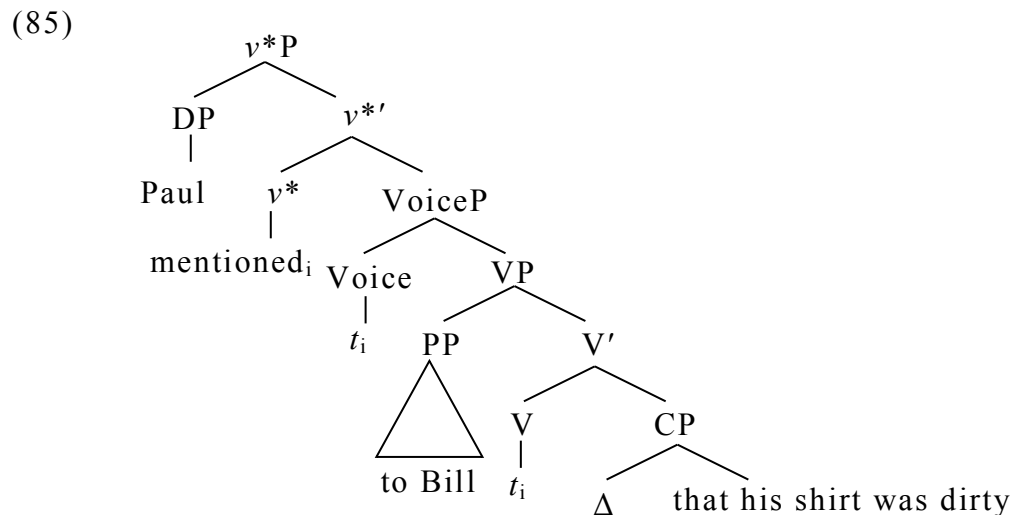 (85)
v*P
DP v*′
Paul v* VoiceP
mentionedᵢ Voice VP
tᵢ PP V′
V CP
to Bill tᵢ Δ that his shirt was dirty